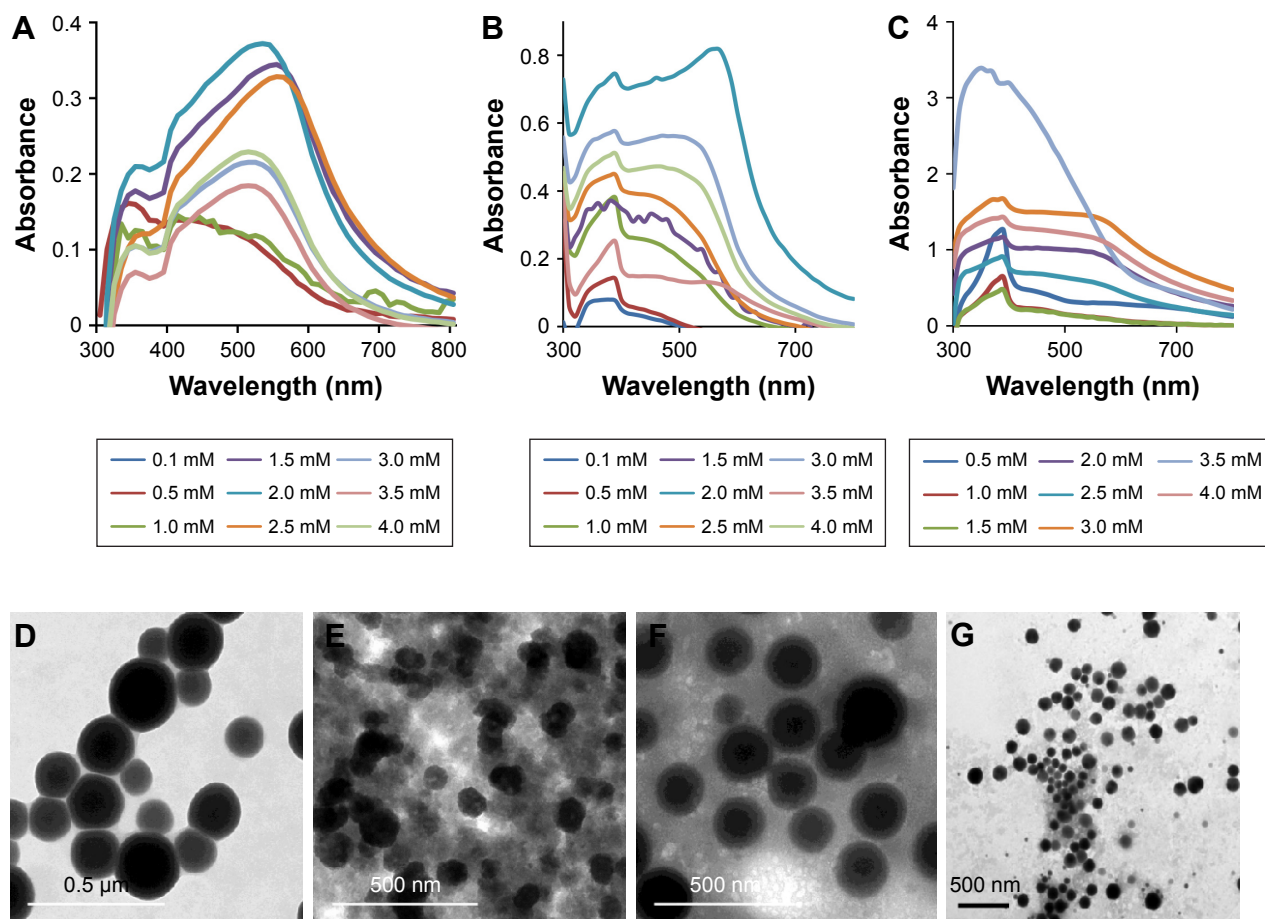 A
Absorbance
0.4
0.3
0.2
0.1
0
300 400 500 600 700 800
Wavelength (nm)
B
Absorbance
0.8
0.6
0.4
0.2
0
300 500 700
Wavelength (nm)
C
Absorbance
4
3
2
1
0
300 500 700
Wavelength (nm)
0.1 mM 1.5 mM 3.0 mM
0.5 mM 2.0 mM 3.5 mM
1.0 mM 2.5 mM 4.0 mM
0.1 mM 1.5 mM 3.0 mM
0.5 mM 2.0 mM 3.5 mM
1.0 mM 2.5 mM 4.0 mM
0.5 mM 2.0 mM 3.5 mM
1.0 mM 2.5 mM 4.0 mM
1.5 mM 3.0 mM
D
0.5 µm
E
500 nm
F
500 nm
G
500 nm